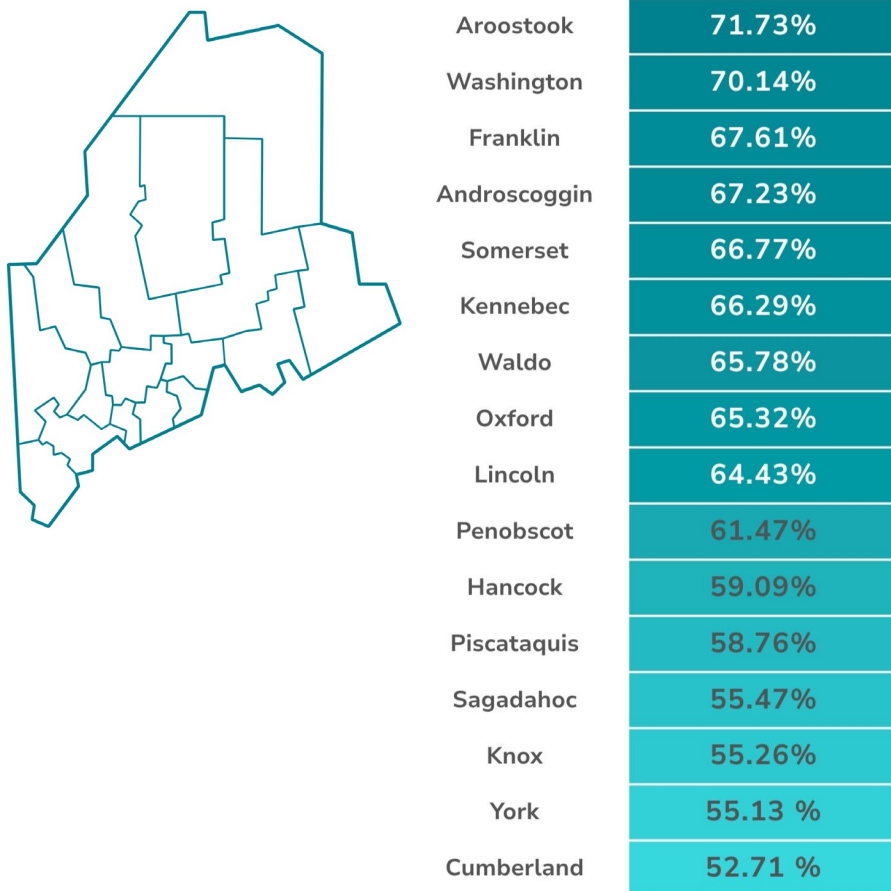 Aroostook 71.73%
Washington 70.14%
Franklin 67.61%
Androscoggin 67.23%
Somerset 66.77%
Kennebec 66.29%
Waldo 65.78%
Oxford 65.32%
Lincoln 64.43%
Penobscot 61.47%
Hancock 59.09%
Piscataquis 58.76%
Sagadahoc 55.47%
Knox 55.26%
York 55.13 %
Cumberland 52.71 %